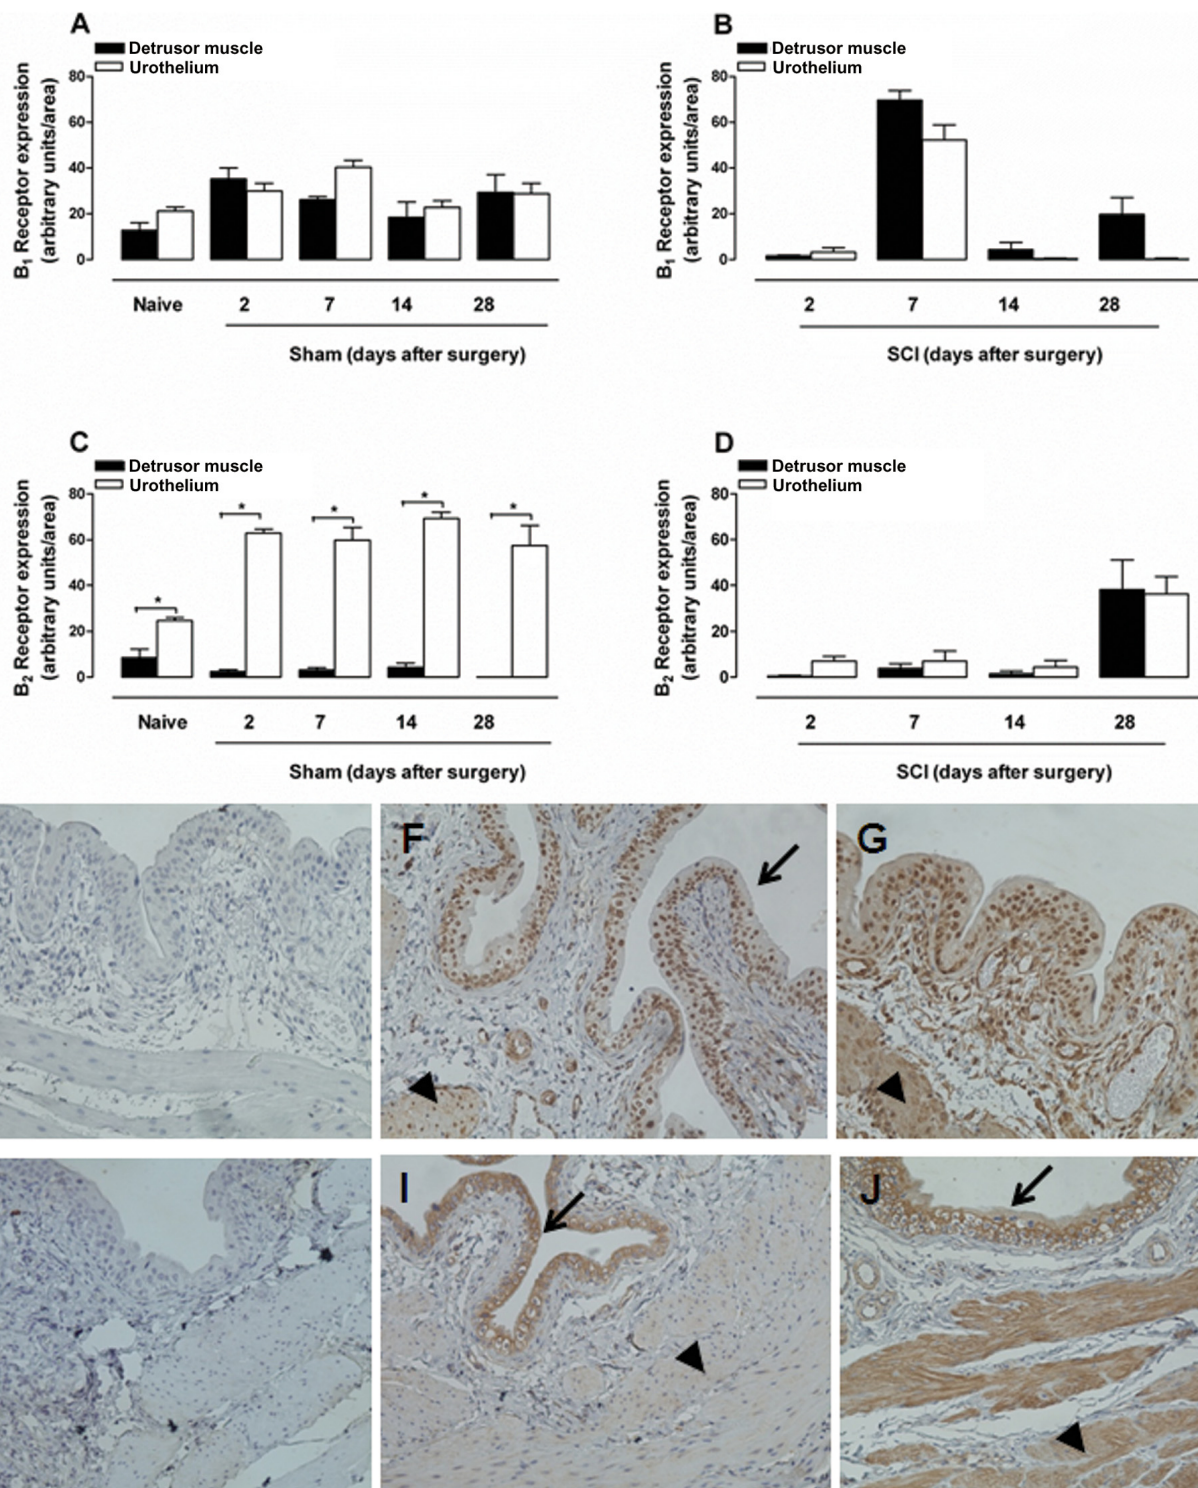 A
Detrusor muscle
Urothelium
B₁ Receptor expression
(arbitrary units/area)
80
60
40
20
0
Naive 2 7 14 28
Sham (days after surgery)
B
Detrusor muscle
Urothelium
B₁ Receptor expression
(arbitrary units/area)
80
60
40
20
0
2 7 14 28
SCI (days after surgery)
C
Detrusor muscle
Urothelium
B₂ Receptor expression
(arbitrary units/area)
80
60
40
20
0
* * * * *
Naive 2 7 14 28
Sham (days after surgery)
D
Detrusor muscle
Urothelium
B₂ Receptor expression
(arbitrary units/area)
80
60
40
20
0
2 7 14 28
SCI (days after surgery)
F
G
I
J